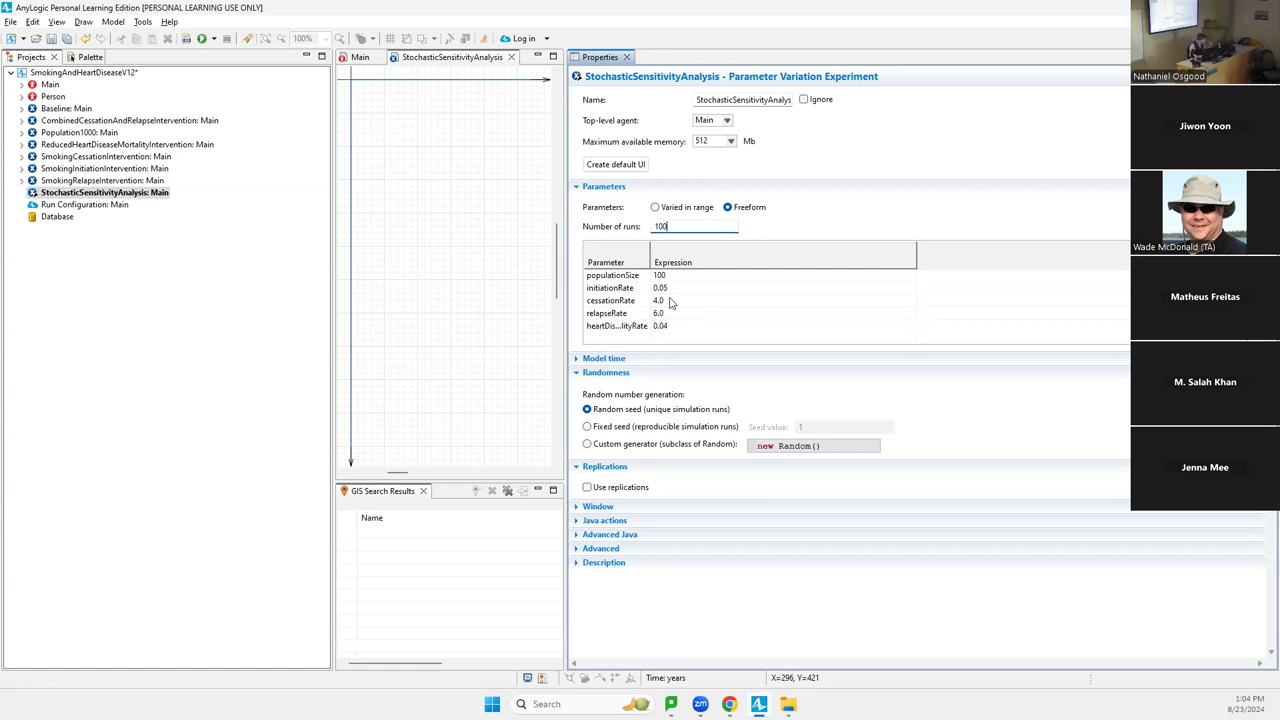 AnyLogic Personal Learning Edition [PERSONAL LEARNING USE ONLY]
File Edit View Draw Model Tools Help
100%
Log in
Projects
Palette
Main
StochasticSensitivityAnalysis
Properties
SmokingAndHeartDiseaseV12*
Main
Person
Baseline: Main
CombinedCessationAndRelapseIntervention: Main
Population1000: Main
ReducedHeartDiseaseMortalityIntervention: Main
SmokingCessationIntervention: Main
SmokingInitiationIntervention: Main
SmokingRelapseIntervention: Main
StochasticSensitivityAnalysis: Main
Run Configuration: Main
Database
GIS Search Results
Name
StochasticSensitivityAnalysis - Parameter Variation Experiment
Name: StochasticSensitivityAnalys Ignore
Top-level agent: Main
Maximum available memory: 512 Mb
Create default UI
Parameters
Parameters: Varied in range Freeform
Number of runs: 100
Parameter Expression
populationSize 100
initiationRate 0.05
cessationRate 4.0
relapseRate 6.0
heartDis...lityRate 0.04
Model time
Randomness
Random number generation:
Random seed (unique simulation runs)
Fixed seed (reproducible simulation runs) Seed value: 1
Custom generator (subclass of Random): new Random()
Replications
Use replications
Window
Java actions
Advanced Java
Advanced
Description
Time: years
X=296, Y=421
Nathaniel Osgood
Jiwon Yoon
Wade McDonald (TA)
Matheus Freitas
M. Salah Khan
Jenna Mee
Search
zm
1:04 PM
8/23/2024